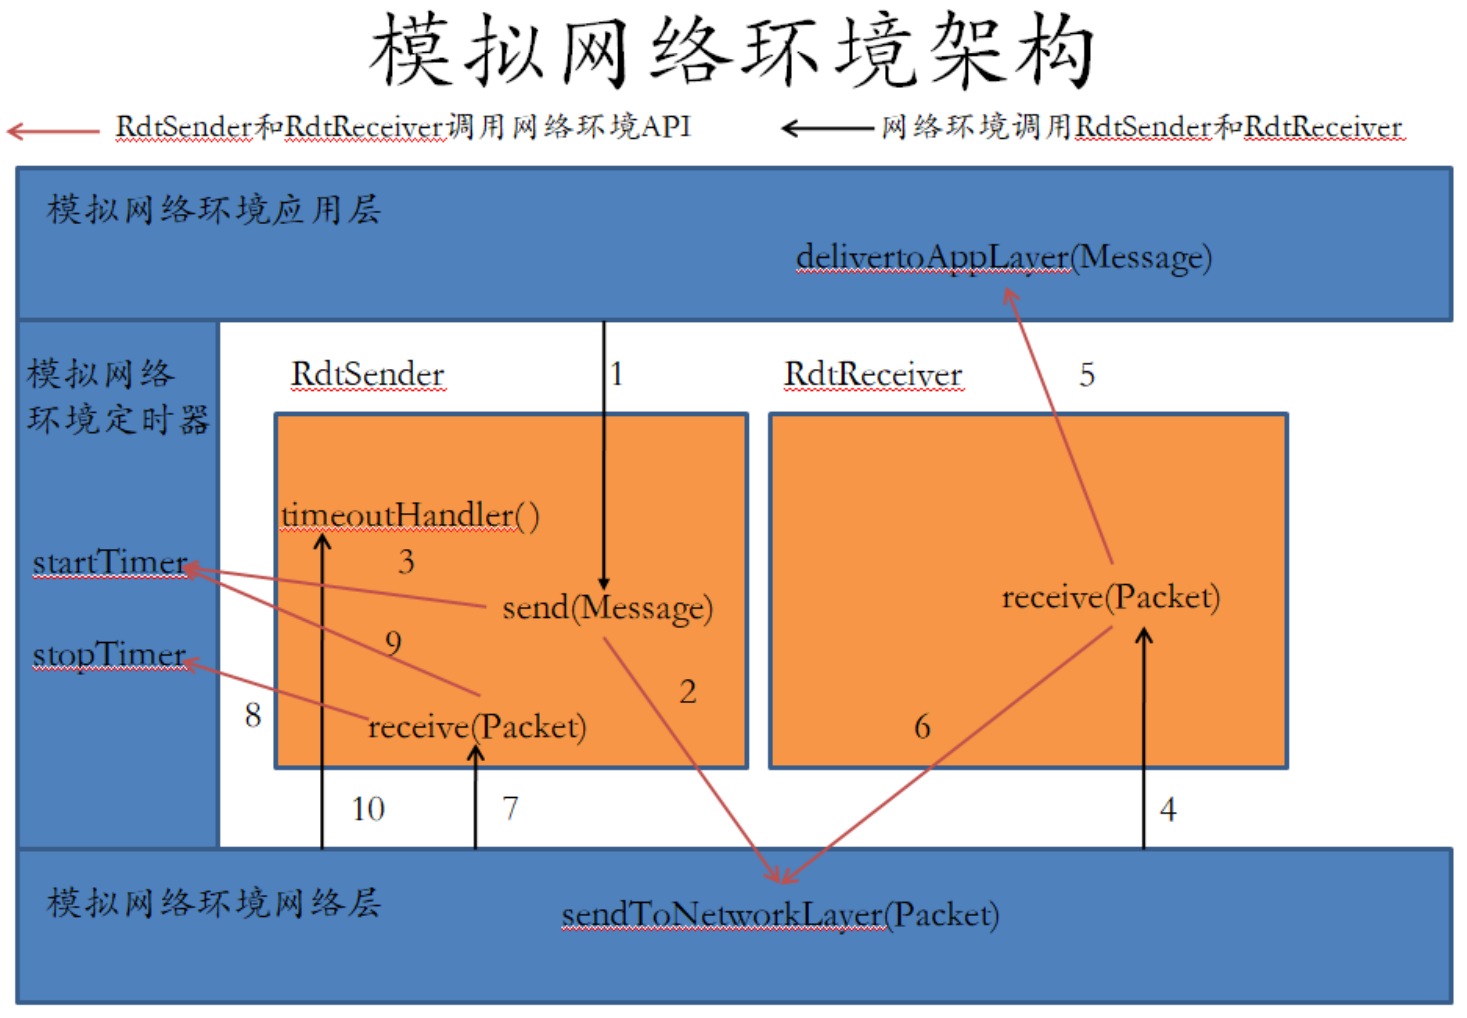 模拟网络环境架构
RdtSender和RdtReceiver调用网络环境API
网络环境调用RdtSender和RdtReceiver
模拟网络环境应用层
delivertoAppLayer(Message)
模拟网络
环境定时器
RdtSender
1
RdtReceiver
5
timeoutHandler()
startTimer
3
send(Message)
receive(Packet)
9
stopTimer
2
8
receive(Packet)
6
10
7
4
模拟网络环境网络层
sendToNetworkLayer(Packet)